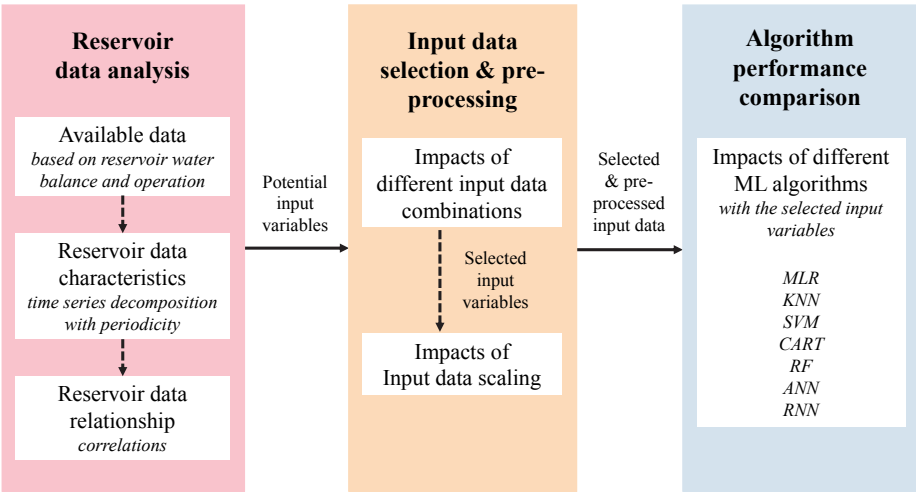 Reservoir
data analysis
Available data
based on reservoir water
balance and operation
Reservoir data
characteristics
time series decomposition
with periodicity
Reservoir data
relationship
correlations
Potential
input
variables
Input data
selection & pre-
processing
Impacts of
different input data
combinations
Selected
input
variables
Impacts of
Input data scaling
Selected
& pre-
processed
input data
Algorithm
performance
comparison
Impacts of different
ML algorithms
with the selected input
variables
MLR
KNN
SVM
CART
RF
ANN
RNN